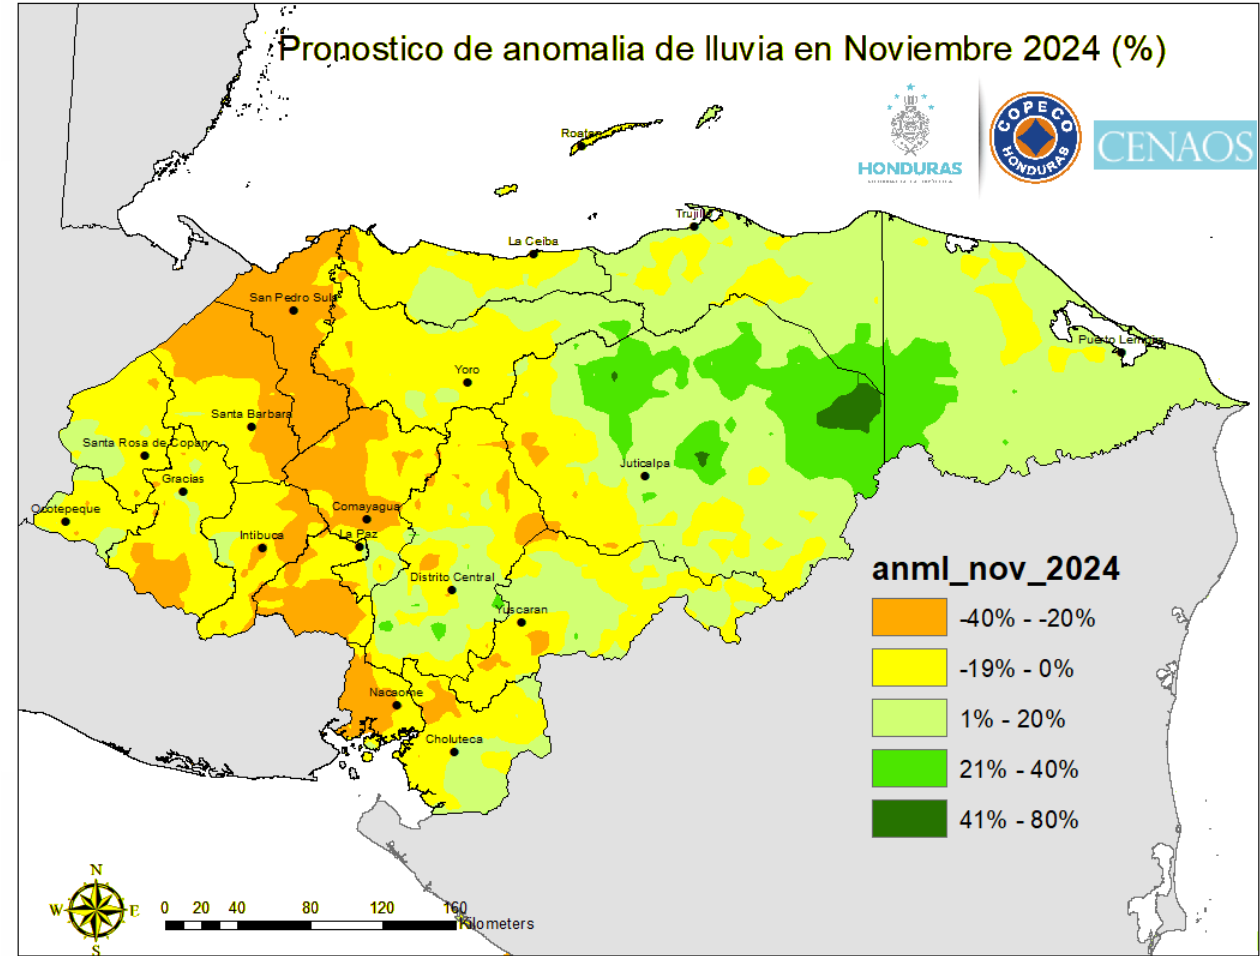 Pronostico de anomalia de lluvia en Noviembre 2024 (%)
HONDURAS
COPECO
HONDURAS
CENAOS
Roatan
Trujillo
La Ceiba
San Pedro Sula
Puerto Lempira
Yoro
Santa Barbara
Santa Rosa de Copan
Juticalpa
Gracias
Ocotepeque
Comayagua
La Paz
Intibuca
Distrito Central
Yuscaran
Nacaome
Choluteca
anml_nov_2024
-40% - -20%
-19% - 0%
1% - 20%
21% - 40%
41% - 80%
N
W E
S
0 20 40 80 120 160
Kilometers